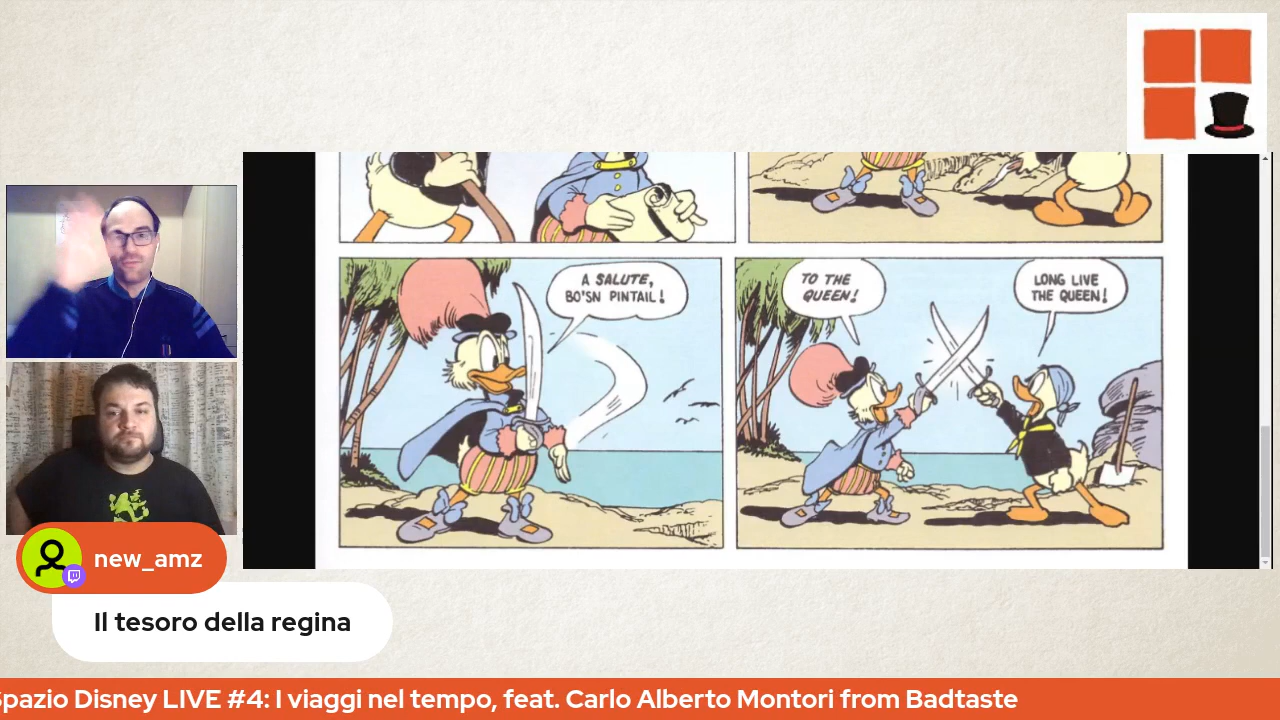 A SALUTE,
BO'SN PINTAIL!
TO THE
QUEEN!
LONG LIVE
THE QUEEN!
new_amz
Il tesoro della regina
Spazio Disney LIVE #4: I viaggi nel tempo, feat. Carlo Alberto Montori from Badtaste